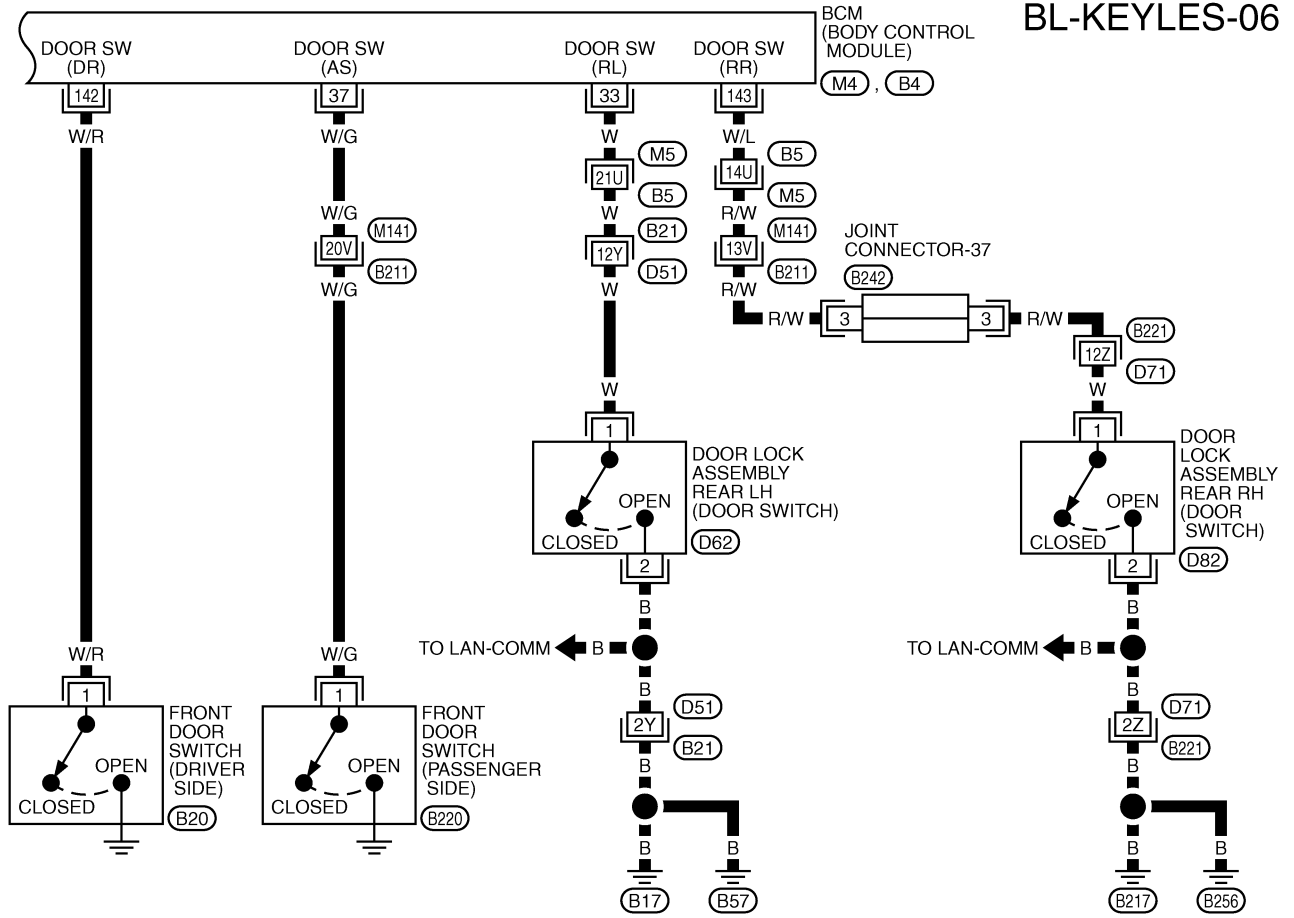 BL-KEYLES-06
BCM
(BODY CONTROL
MODULE)
M4 , B4
DOOR SW
(DR)
DOOR SW
(AS)
DOOR SW
(RL)
DOOR SW
(RR)
142
37
33
143
W/R
W/G
W
W/L
M5
B5
21U
14U
B5
M5
W/G
W
R/W
M141
B21
M141
20V
12Y
13V
B211
D51
B211
W/G
W
R/W
JOINT
CONNECTOR-37
B242
R/W
3
3
R/W
B221
12Z
D71
W
W
1
1
DOOR LOCK
ASSEMBLY
REAR LH
(DOOR SWITCH)
D62
OPEN
CLOSED
DOOR
LOCK
ASSEMBLY
REAR RH
(DOOR
SWITCH)
D82
OPEN
CLOSED
2
2
B
B
TO LAN-COMM
B
TO LAN-COMM
B
W/R
W/G
B
B
1
1
D51
D71
2Y
2Z
B21
B221
FRONT
DOOR
SWITCH
(DRIVER
SIDE)
B20
OPEN
CLOSED
FRONT
DOOR
SWITCH
(PASSENGER
SIDE)
B220
OPEN
CLOSED
B
B
B
B
B
B
B17
B57
B217
B256